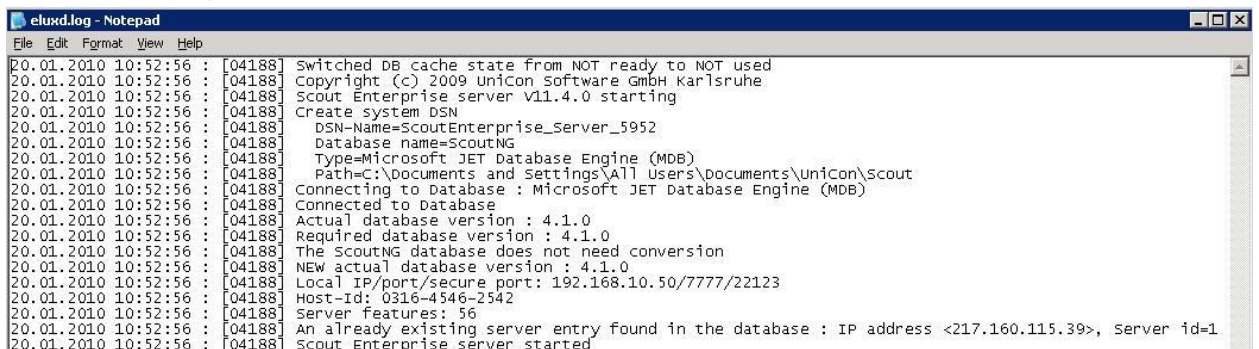 eluxd.log - Notepad
File Edit Format View Help
20.01.2010 10:52:56 : [04188] Switched DB cache state from NOT ready to NOT used
20.01.2010 10:52:56 : [04188] Copyright (c) 2009 UniCon Software GmbH Karlsruhe
20.01.2010 10:52:56 : [04188] Scout Enterprise server V11.4.0 starting
20.01.2010 10:52:56 : [04188] Create system DSN
20.01.2010 10:52:56 : [04188]   DSN-Name=ScoutEnterprise_Server_5952
20.01.2010 10:52:56 : [04188]   Database name=ScoutNG
20.01.2010 10:52:56 : [04188]   Type=Microsoft JET Database Engine (MDB)
20.01.2010 10:52:56 : [04188]   Path=C:\Documents and Settings\All Users\Documents\UniCon\Scout
20.01.2010 10:52:56 : [04188] Connecting to Database : Microsoft JET Database Engine (MDB)
20.01.2010 10:52:56 : [04188] Connected to Database
20.01.2010 10:52:56 : [04188] Actual database version : 4.1.0
20.01.2010 10:52:56 : [04188] Required database version : 4.1.0
20.01.2010 10:52:56 : [04188] The ScoutNG database does not need conversion
20.01.2010 10:52:56 : [04188] NEW actual database version : 4.1.0
20.01.2010 10:52:56 : [04188] Local IP/port/secure port: 192.168.10.50/7777/22123
20.01.2010 10:52:56 : [04188] Host-Id: 0316-4546-2542
20.01.2010 10:52:56 : [04188] Server features: 56
20.01.2010 10:52:56 : [04188] An already existing server entry found in the database : IP address <217.160.115.39>, Server id=1
20.01.2010 10:52:56 : [04188] Scout Enterprise server started